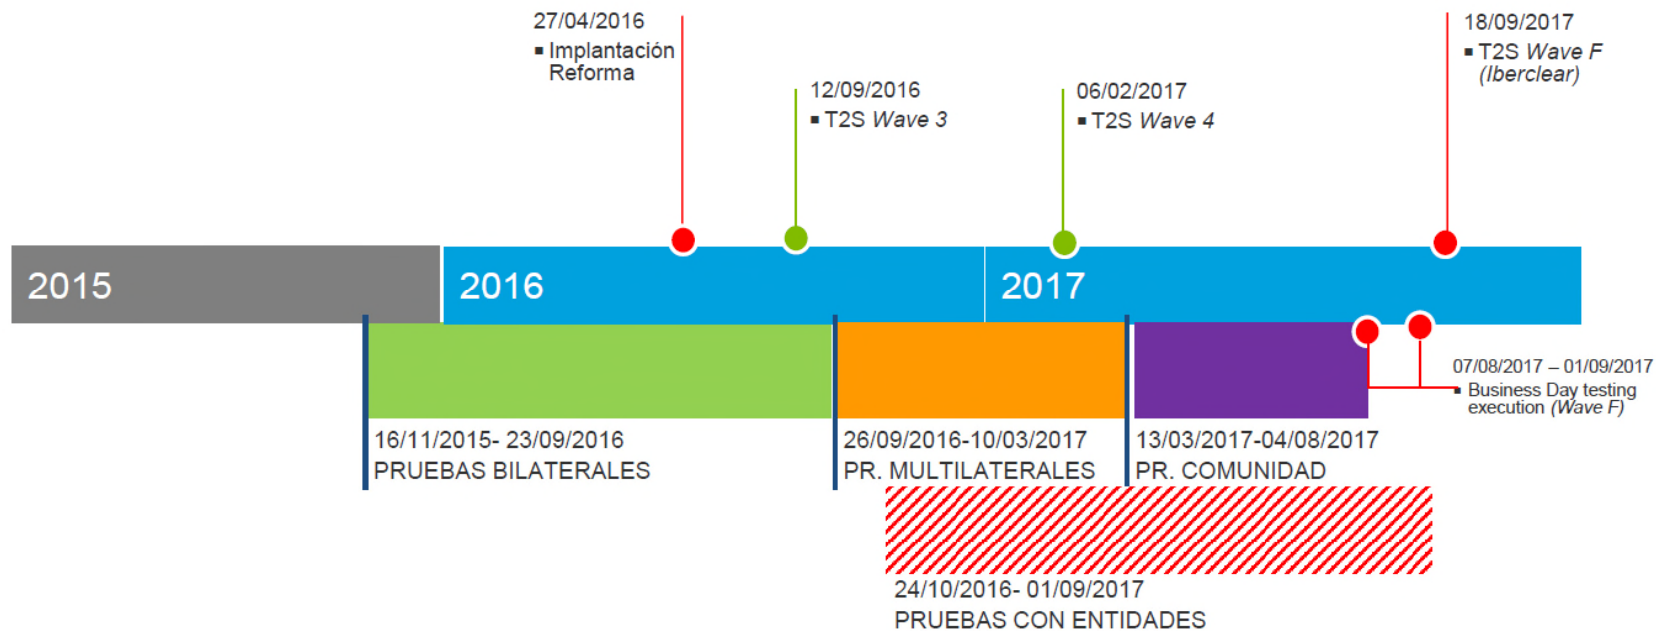 27/04/2016
▪ Implantación
Reforma
12/09/2016
▪ T2S Wave 3
06/02/2017
▪ T2S Wave 4
18/09/2017
▪ T2S Wave F
(Iberclear)
2015
2016
2017
07/08/2017 – 01/09/2017
▪ Business Day testing
execution (Wave F)
16/11/2015- 23/09/2016
PRUEBAS BILATERALES
26/09/2016-10/03/2017
PR. MULTILATERALES
13/03/2017-04/08/2017
PR. COMUNIDAD
24/10/2016- 01/09/2017
PRUEBAS CON ENTIDADES